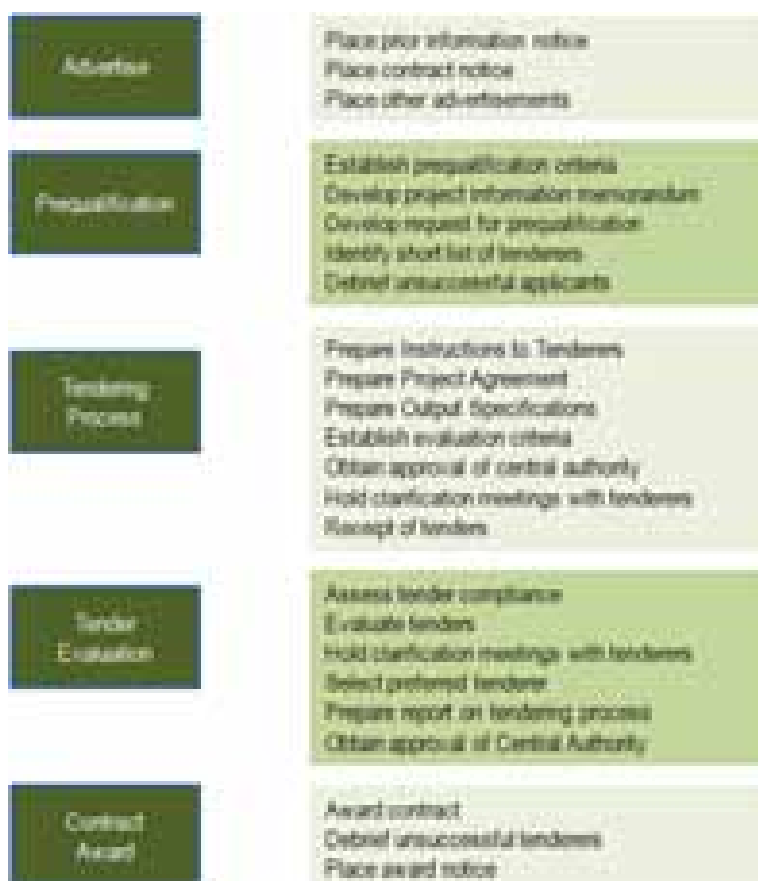 Advertise
Place prior information notice
Place contract notice
Place other advertisements
Prequalification
Establish prequalification criteria
Develop project information memorandum
Develop request for prequalification
Identify short list of tenderers
Debrief unsuccessful applicants
Tendering
Process
Prepare Instructions to Tenderers
Prepare Project Agreement
Prepare Output Specifications
Establish evaluation criteria
Obtain approval of central authority
Hold clarification meetings with tenderers
Receipt of tenders
Tender
Evaluation
Assess tender compliance
Evaluate tenders
Hold clarification meetings with tenderers
Select preferred tenderer
Prepare report on tendering process
Obtain approval of Central Authority
Contract
Award
Award contract
Debrief unsuccessful tenderers
Place award notice